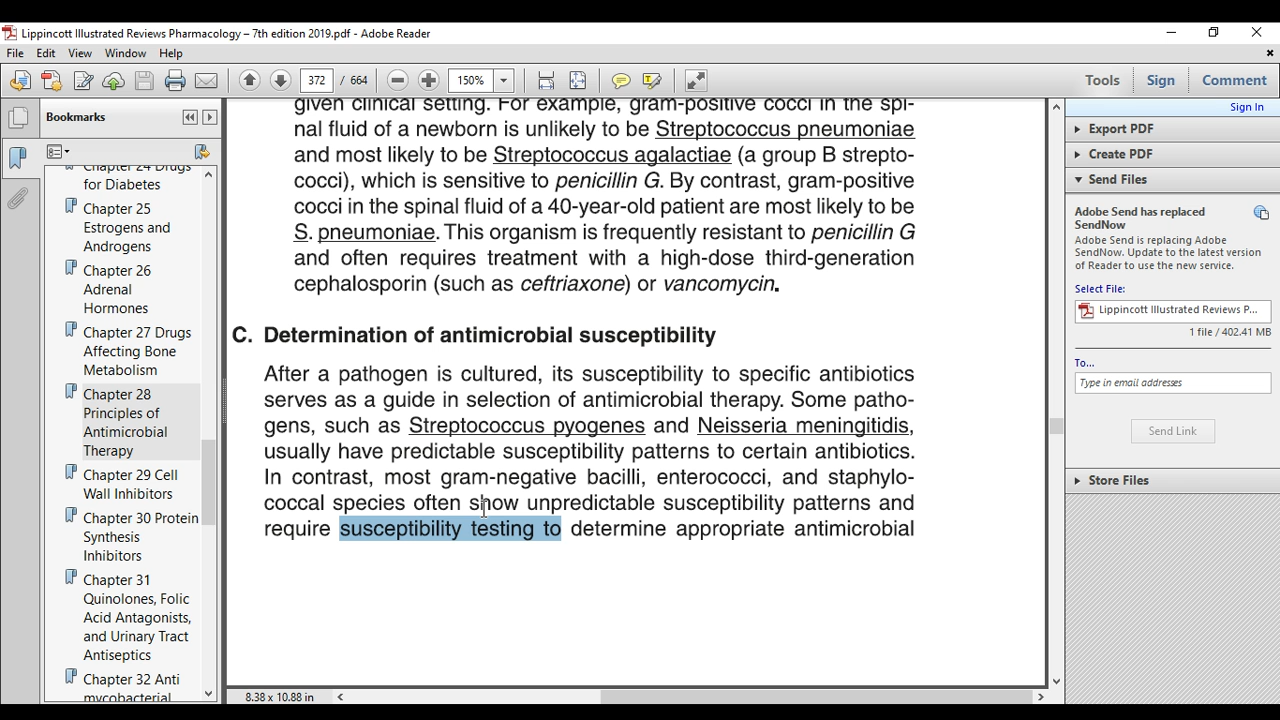 Lippincott Illustrated Reviews Pharmacology – 7th edition 2019.pdf - Adobe Reader
File Edit View Window Help
372 / 664 150% Tools Sign Comment
Bookmarks
Chapter 24 Drugs
for Diabetes
Chapter 25
Estrogens and
Androgens
Chapter 26
Adrenal
Hormones
Chapter 27 Drugs
Affecting Bone
Metabolism
Chapter 28
Principles of
Antimicrobial
Therapy
Chapter 29 Cell
Wall Inhibitors
Chapter 30 Protein
Synthesis
Inhibitors
Chapter 31
Quinolones, Folic
Acid Antagonists,
and Urinary Tract
Antiseptics
Chapter 32 Anti
mycobacterial
given clinical setting. For example, gram-positive cocci in the spi-
nal fluid of a newborn is unlikely to be Streptococcus pneumoniae
and most likely to be Streptococcus agalactiae (a group B strepto-
cocci), which is sensitive to penicillin G. By contrast, gram-positive
cocci in the spinal fluid of a 40-year-old patient are most likely to be
S. pneumoniae. This organism is frequently resistant to penicillin G
and often requires treatment with a high-dose third-generation
cephalosporin (such as ceftriaxone) or vancomycin.
C. Determination of antimicrobial susceptibility
After a pathogen is cultured, its susceptibility to specific antibiotics
serves as a guide in selection of antimicrobial therapy. Some patho-
gens, such as Streptococcus pyogenes and Neisseria meningitidis,
usually have predictable susceptibility patterns to certain antibiotics.
In contrast, most gram-negative bacilli, enterococci, and staphylo-
coccal species often show unpredictable susceptibility patterns and
require susceptibility testing to determine appropriate antimicrobial
8.38 x 10.88 in
Sign In
Export PDF
Create PDF
Send Files
Adobe Send has replaced
SendNow
Adobe Send is replacing Adobe
SendNow. Update to the latest version
of Reader to use the new service.
Select File:
Lippincott Illustrated Reviews P...
1 file / 402.41 MB
To...
Type in email addresses
Send Link
Store Files